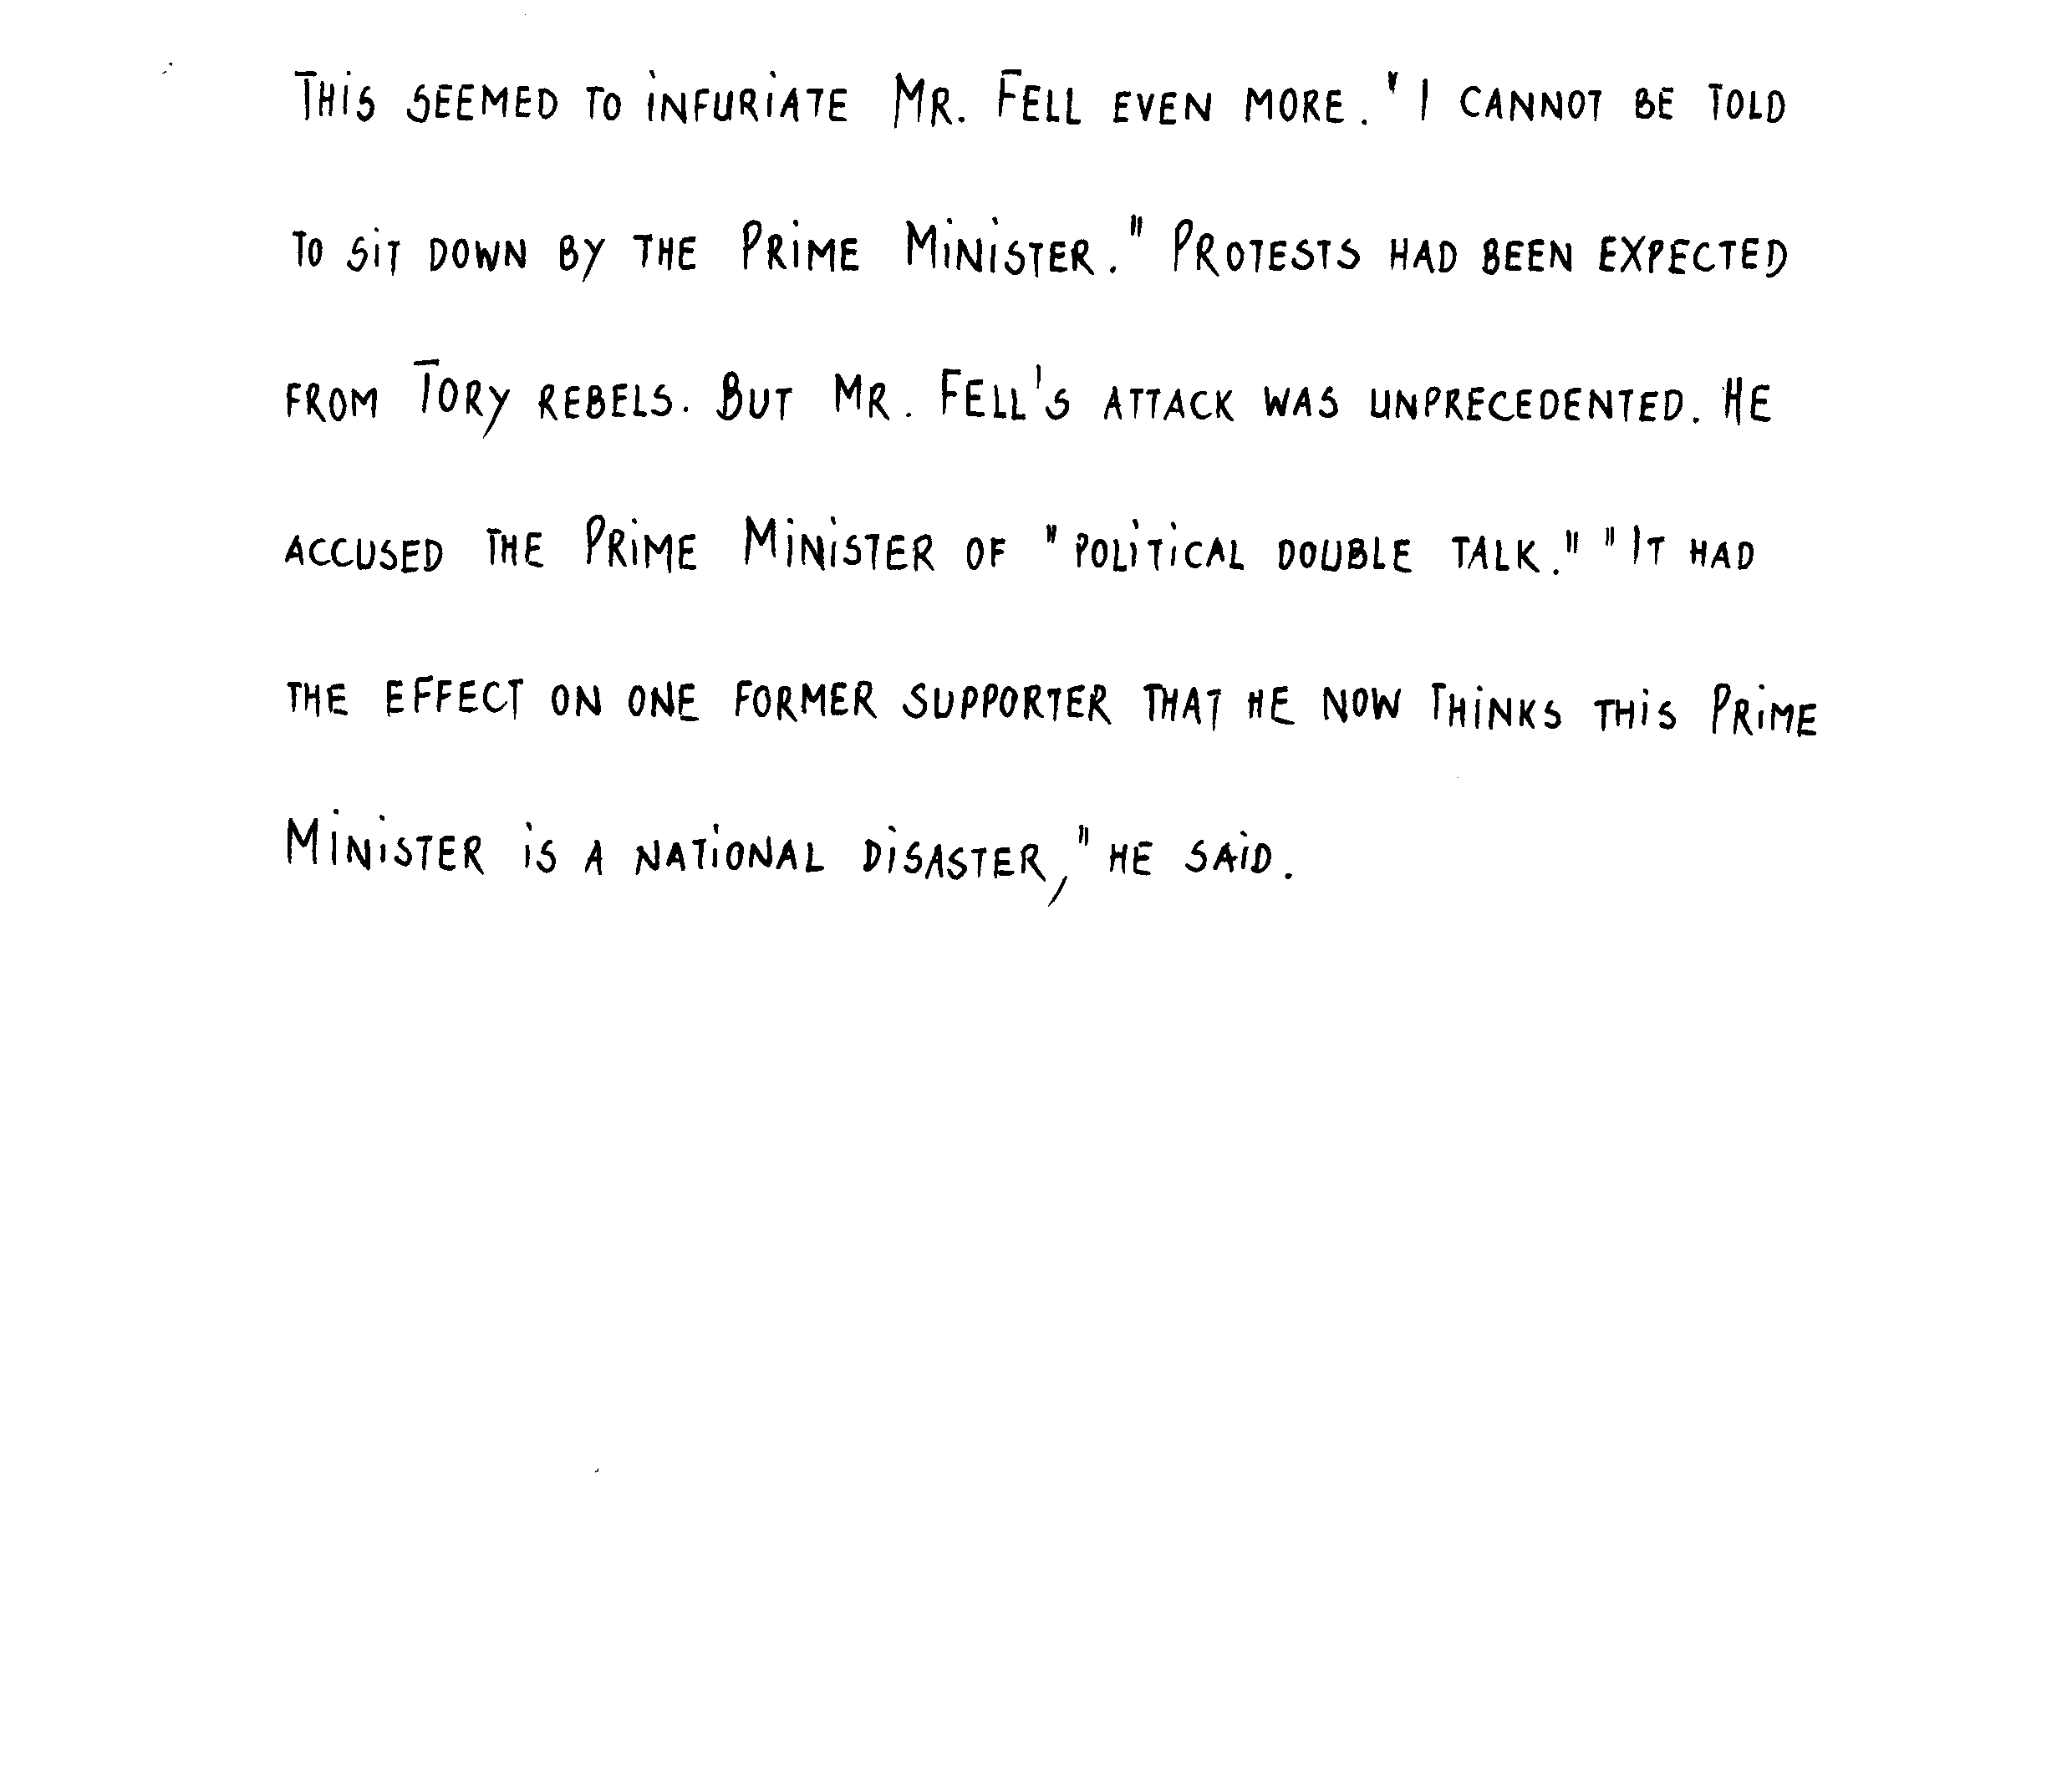 This seemed to infuriate Mr. Fell even more. "I cannot be told
to sit down by the Prime Minister." Protests had been expected
from Tory rebels. But Mr. Fell's attack was unprecedented. He
accused the Prime Minister of "political double talk." "It had
the effect on one former supporter that he now thinks this Prime
Minister is a national disaster," he said.